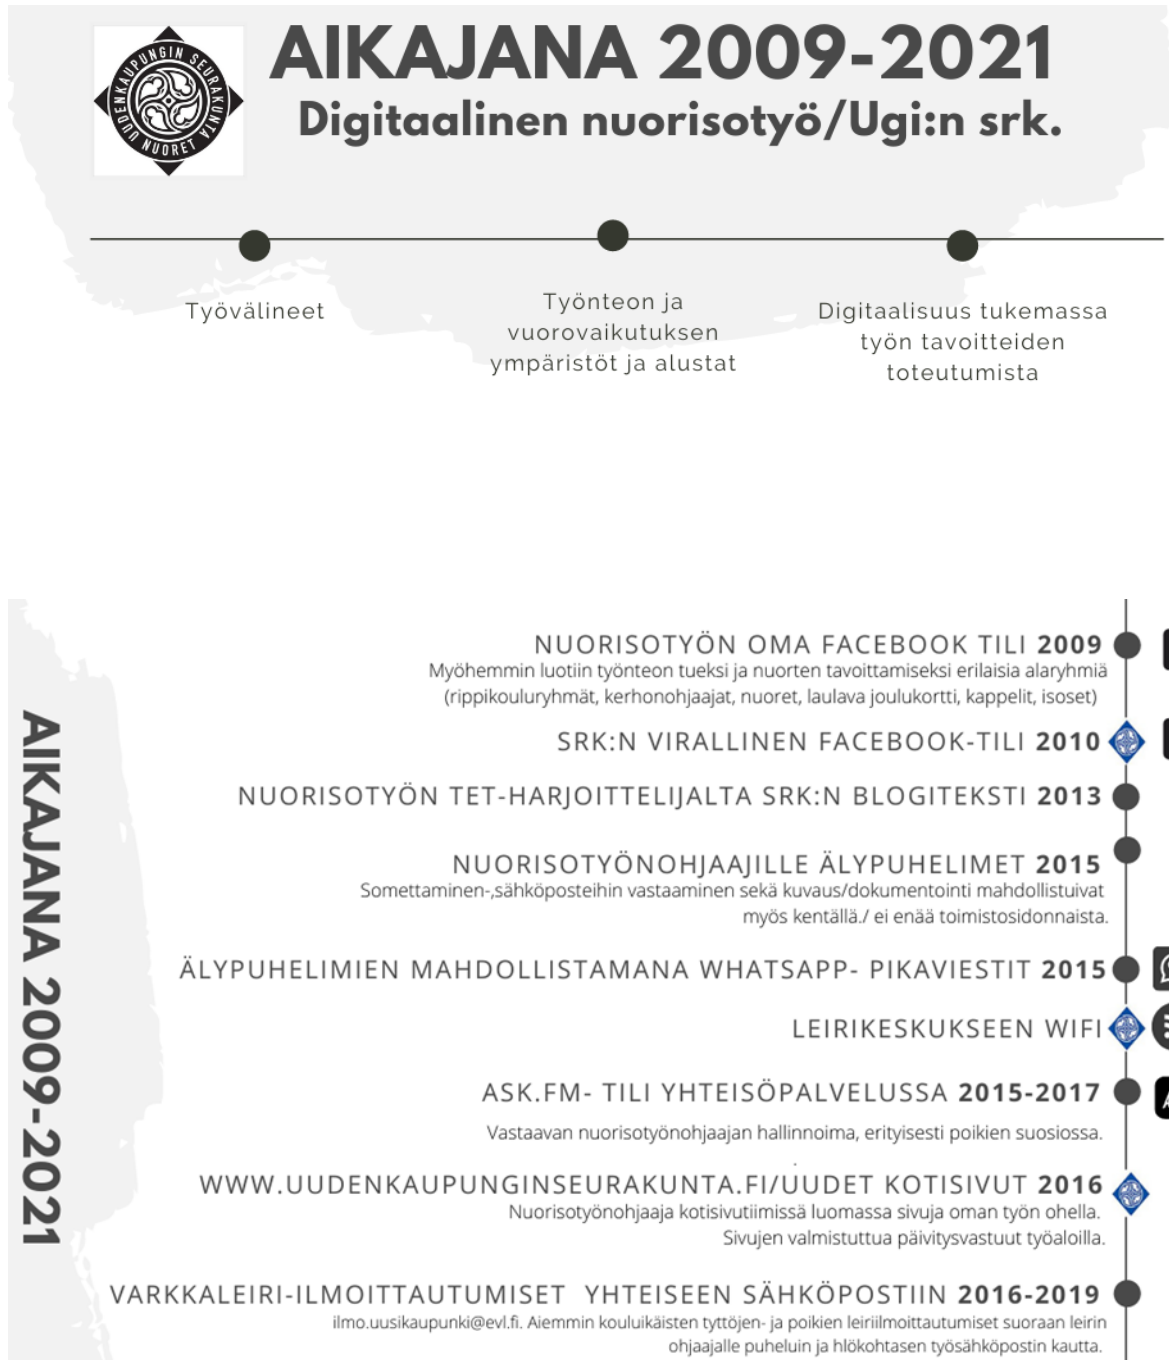 UUDENKAUPUNGIN SEURAKUNTA
NUORET
AIKAJANA 2009-2021
Digitaalinen nuorisotyö/Ugi:n srk.
Työvälineet
Työnteon ja
vuorovaikutuksen
ympäristöt ja alustat
Digitaalisuus tukemassa
työn tavoitteiden
toteutumista
AIKAJANA 2009-2021
NUORISOTYÖN OMA FACEBOOK TILI 2009
Myöhemmin luotiin työnteon tueksi ja nuorten tavoittamiseksi erilaisia alaryhmiä
(rippikouluryhmät, kerhonohjaajat, nuoret, laulava joulukortti, kappelit, isoset)
SRK:N VIRALLINEN FACEBOOK-TILI 2010
NUORISOTYÖN TET-HARJOITTELIJALTA SRK:N BLOGITEKSTI 2013
NUORISOTYÖNOHJAAJILLE ÄLYPUHELIMET 2015
Somettaminen-,sähköposteihin vastaaminen sekä kuvaus/dokumentointi mahdollistuivat
myös kentällä./ ei enää toimistosidonnaista.
ÄLYPUHELIMIEN MAHDOLLISTAMANA WHATSAPP- PIKAVIESTIT 2015
LEIRIKESKUKSEEN WIFI
ASK.FM- TILI YHTEISÖPALVELUSSA 2015-2017
Vastaavan nuorisotyönohjaajan hallinnoima, erityisesti poikien suosiossa.
WWW.UUDENKAUPUNGINSEURAKUNTA.FI/UUDET KOTISIVUT 2016
Nuorisotyönohjaaja kotisivutiimissä luomassa sivuja oman työn ohella.
Sivujen valmistuttua päivitysvastuut työaloilla.
VARKKALEIRI-ILMOITTAUTUMISET YHTEISEEN SÄHKÖPOSTIIN 2016-2019
ilmo.uusikaupunki@evl.fi. Aiemmin kouluikäisten tyttöjen- ja poikien leiriilmoittautumiset suoraan leirin
ohjaajalle puheluin ja hlökohtasen työsähköpostin kautta.